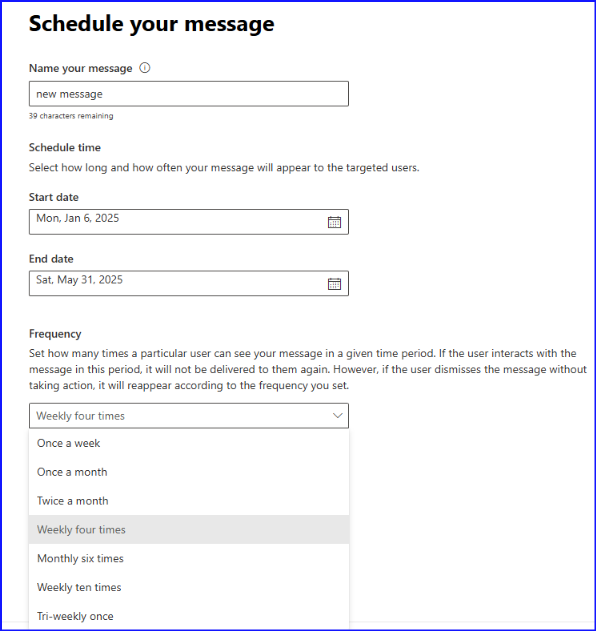 Schedule your message
Name your message
new message
39 characters remaining
Schedule time
Select how long and how often your message will appear to the targeted users.
Start date
Mon, Jan 6, 2025
End date
Sat, May 31, 2025
Frequency
Set how many times a particular user can see your message in a given time period. If the user interacts with the
message in this period, it will not be delivered to them again. However, if the user dismisses the message without
taking action, it will reappear according to the frequency you set.
Weekly four times
Once a week
Once a month
Twice a month
Weekly four times
Monthly six times
Weekly ten times
Tri-weekly once